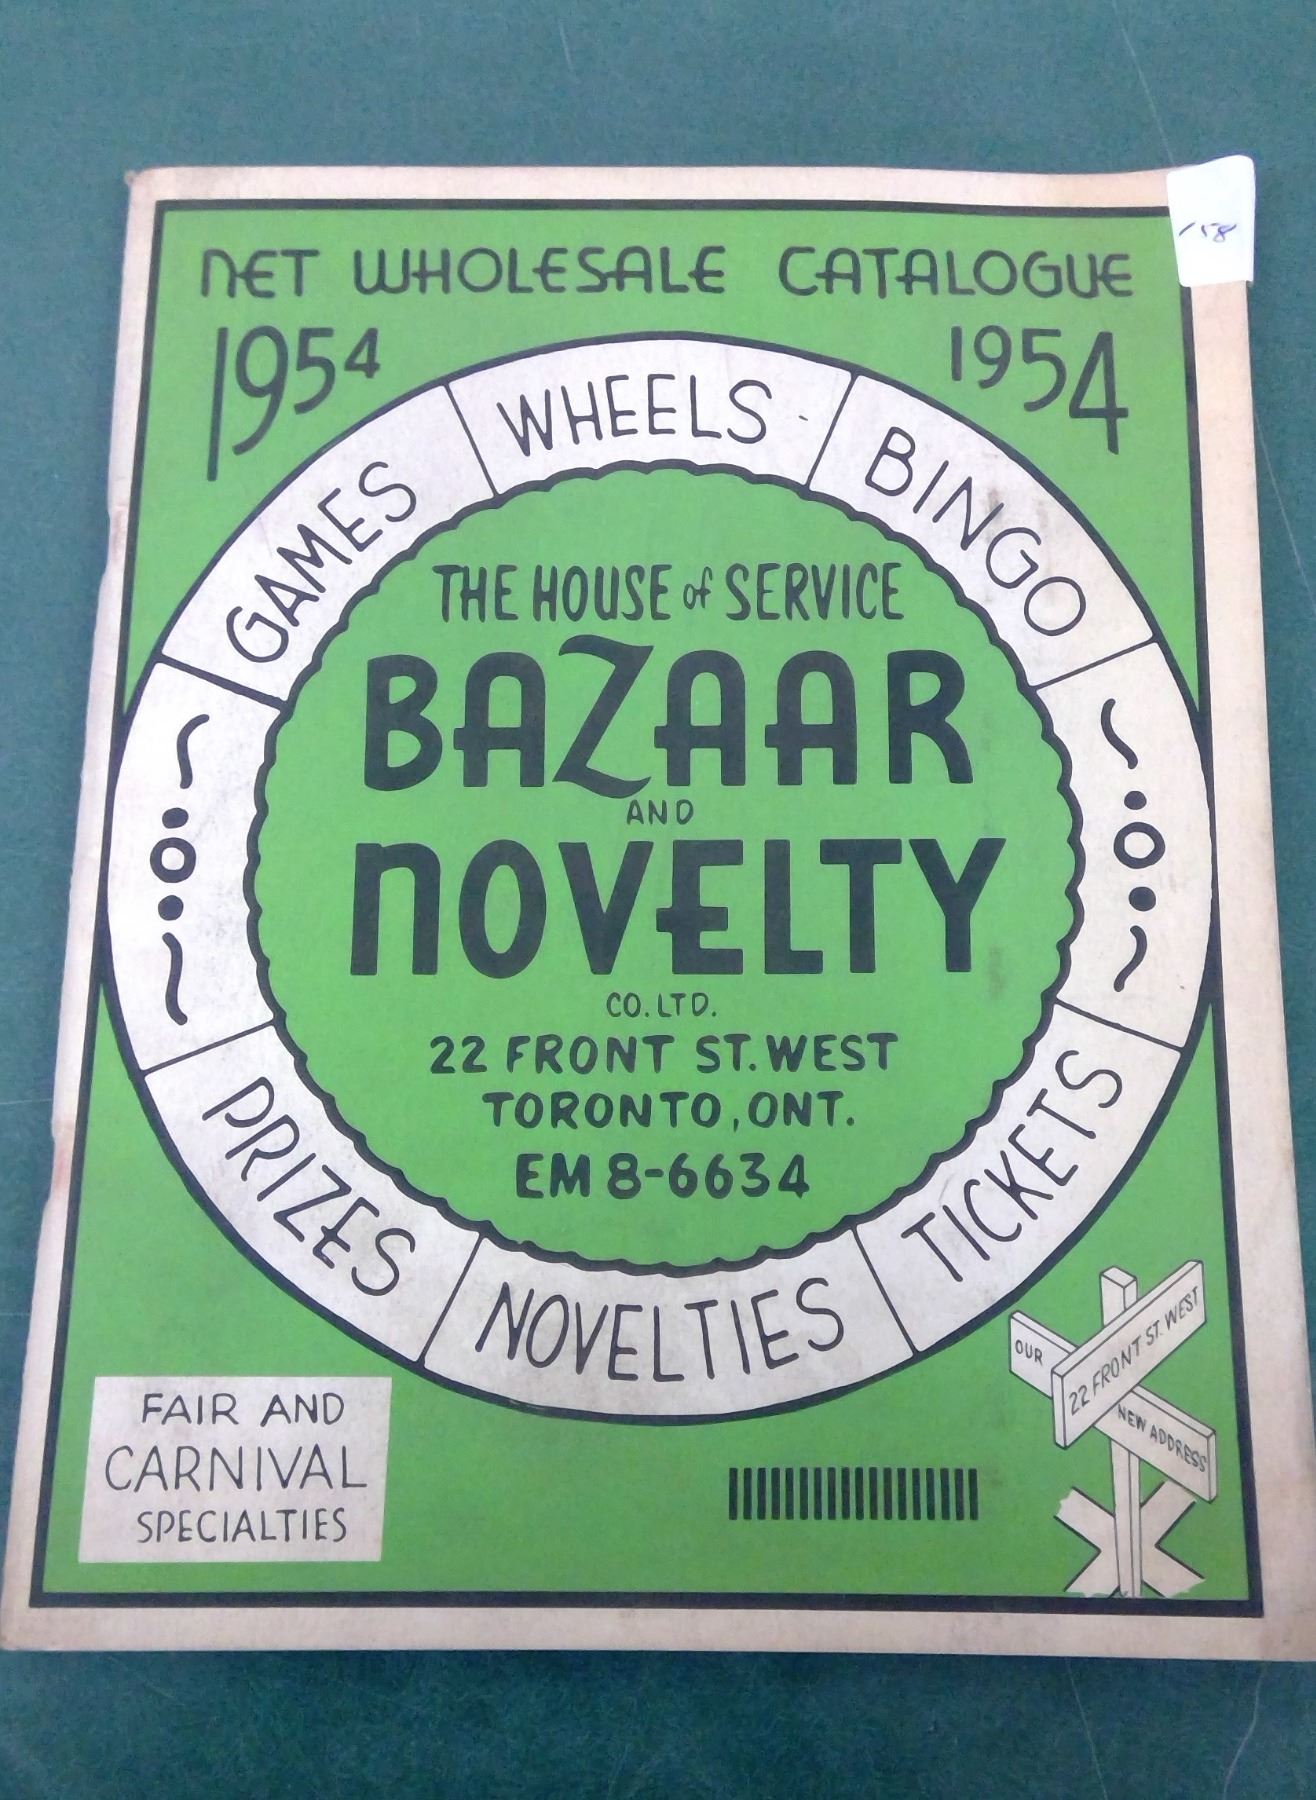 NET WHOLESALE CATALOGUE
1954
1954
GAMES
WHEELS
BINGO
THE HOUSE of SERVICE
BAZAAR
AND
NOVELTY
CO. LTD.
22 FRONT ST. WEST
TORONTO, ONT.
EM 8-6634
PRIZES
NOVELTIES
TICKETS
FAIR AND
CARNIVAL
SPECIALTIES
OUR
22 FRONT ST. WEST
NEW ADDRESS
158